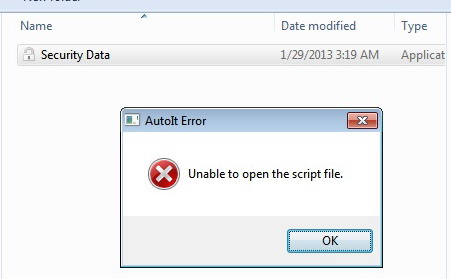 Name Date modified Type
Security Data 1/29/2013 3:19 AM Applicat
AutoIt Error
Unable to open the script file.
OK